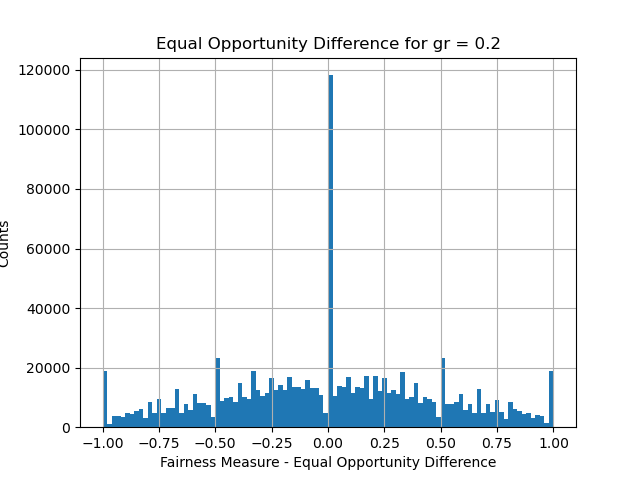 Equal Opportunity Difference for gr = 0.2
120000
100000
80000
60000
40000
20000
0
Counts
−1.00 −0.75 −0.50 −0.25 0.00 0.25 0.50 0.75 1.00
Fairness Measure - Equal Opportunity Difference